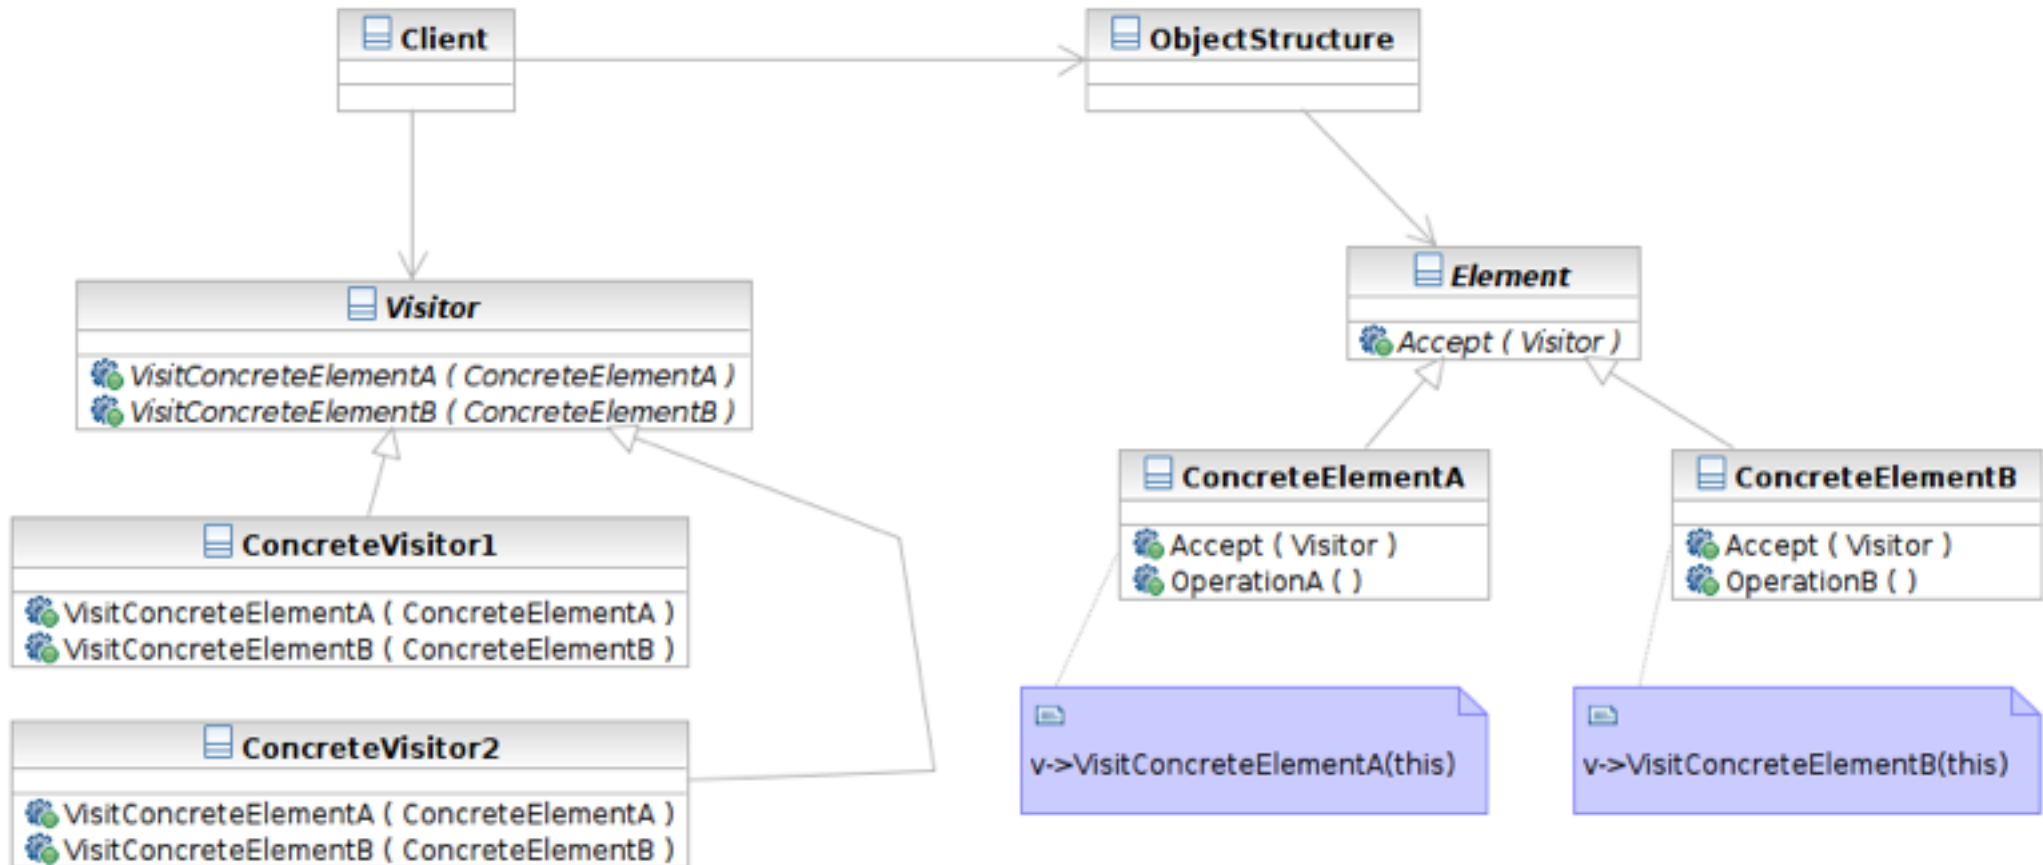 Client
ObjectStructure
Visitor
VisitConcreteElementA ( ConcreteElementA )
VisitConcreteElementB ( ConcreteElementB )
Element
Accept ( Visitor )
ConcreteVisitor1
VisitConcreteElementA ( ConcreteElementA )
VisitConcreteElementB ( ConcreteElementB )
ConcreteElementA
Accept ( Visitor )
OperationA ( )
ConcreteElementB
Accept ( Visitor )
OperationB ( )
ConcreteVisitor2
VisitConcreteElementA ( ConcreteElementA )
VisitConcreteElementB ( ConcreteElementB )
v->VisitConcreteElementA(this)
v->VisitConcreteElementB(this)